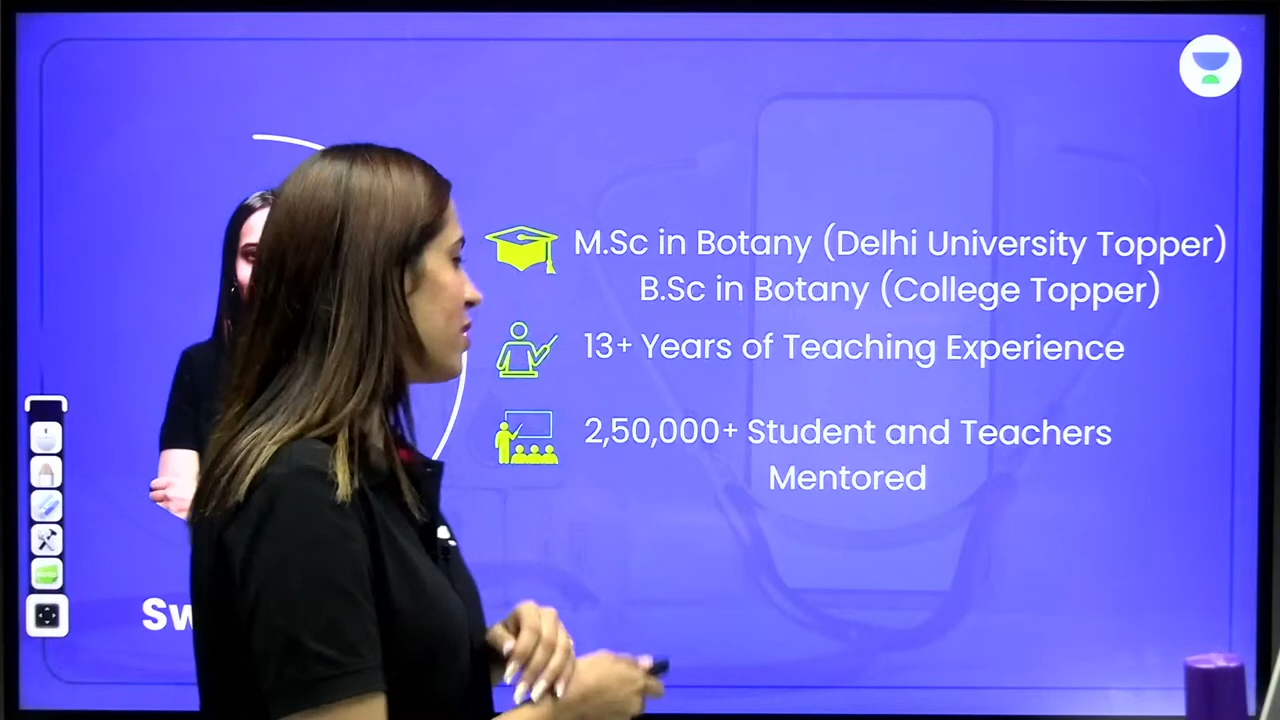 M.Sc in Botany (Delhi University Topper)
B.Sc in Botany (College Topper)
13+ Years of Teaching Experience
2,50,000+ Student and Teachers
Mentored
Sw